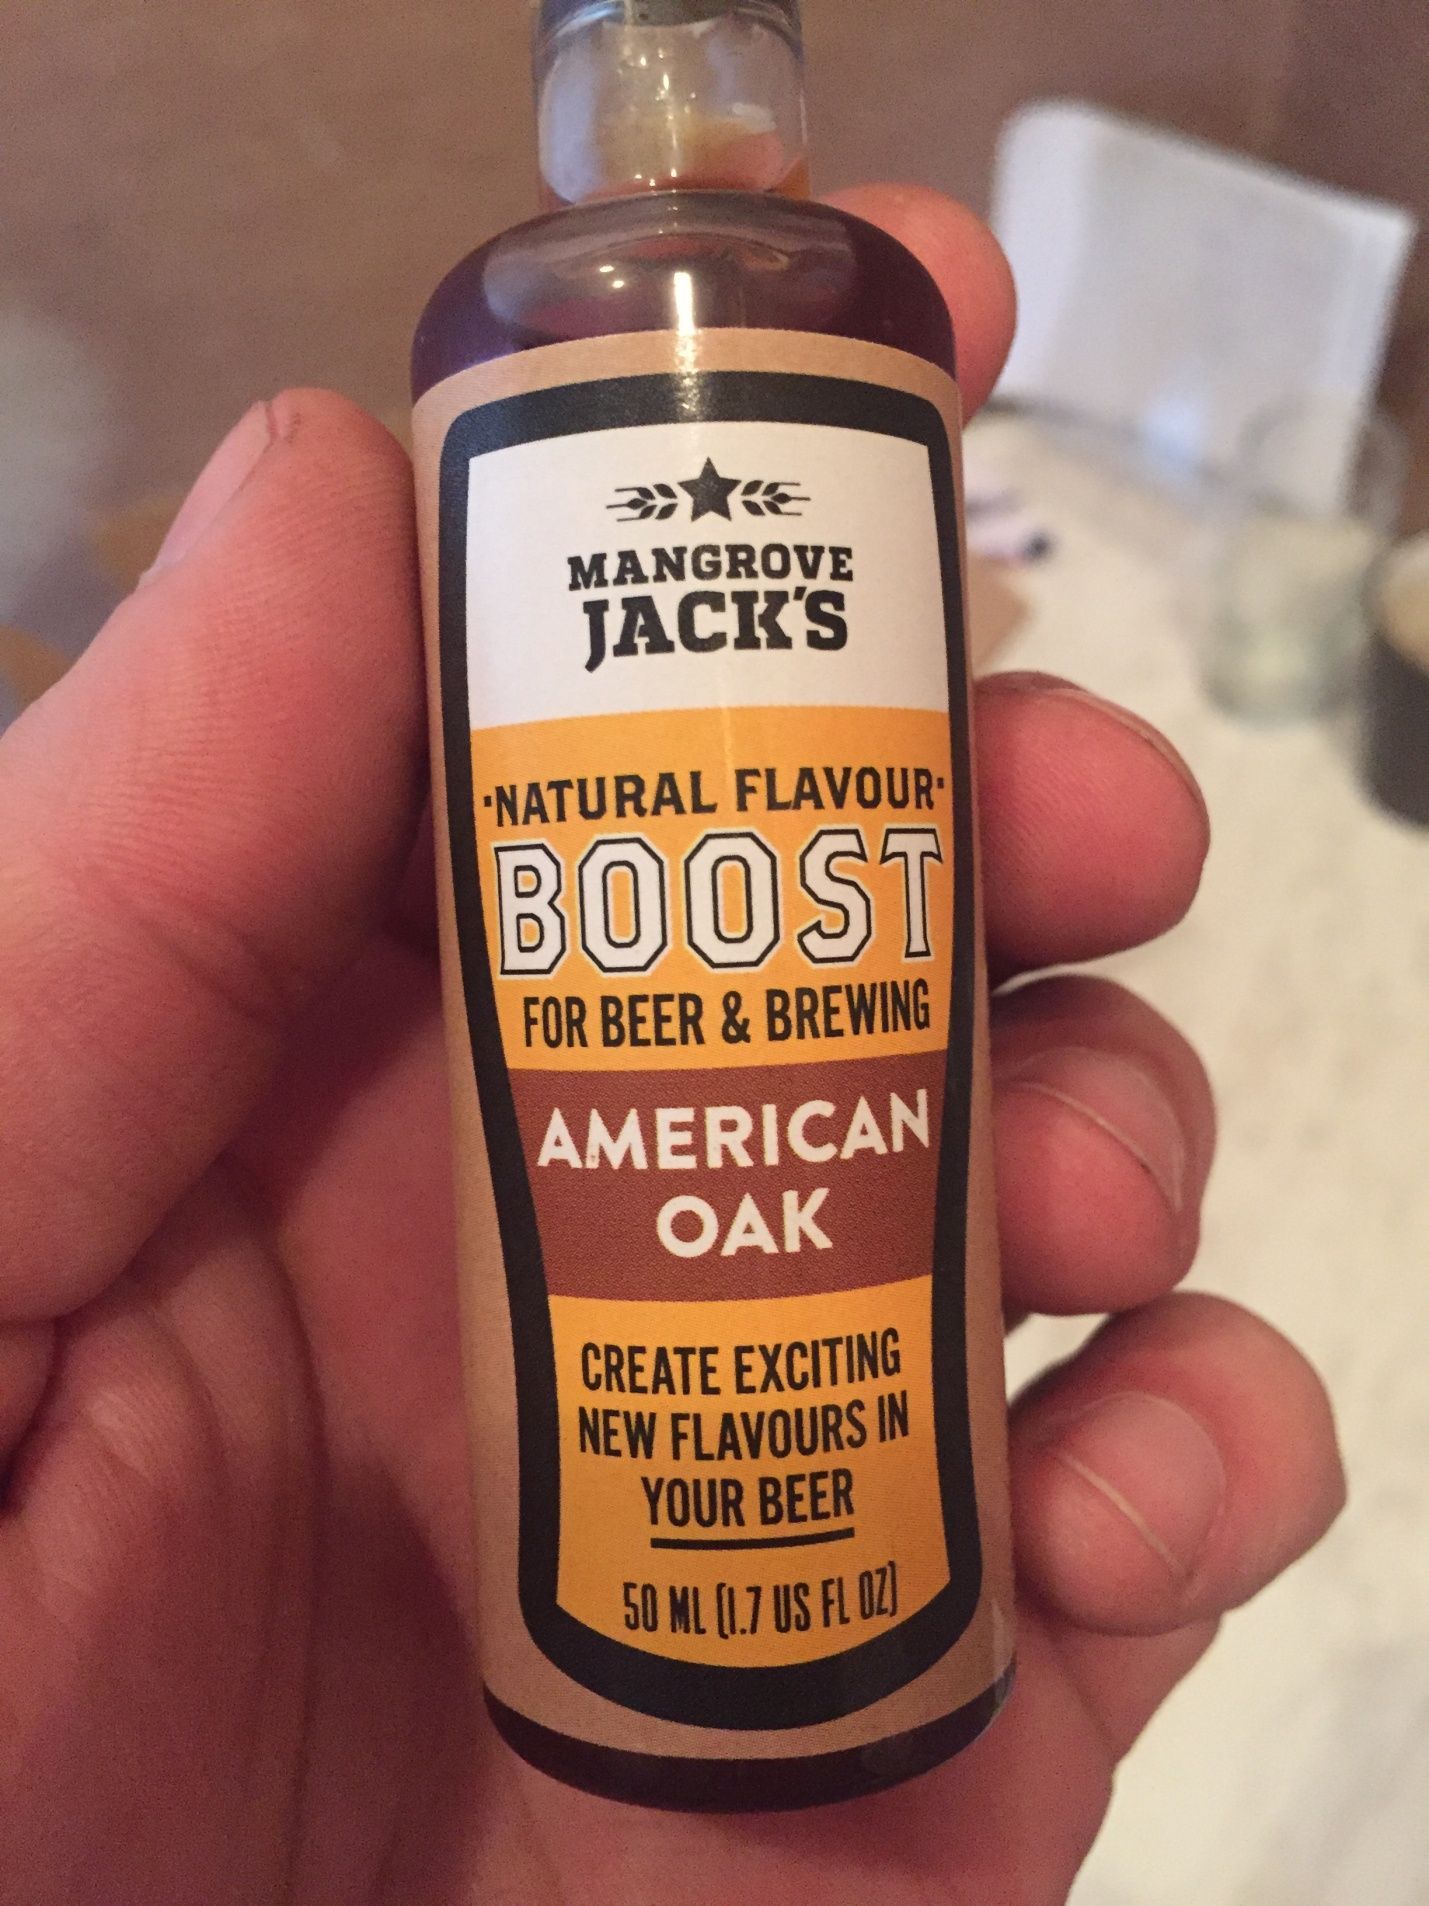 MANGROVE
JACK'S
·NATURAL FLAVOUR·
BOOST
FOR BEER & BREWING
AMERICAN
OAK
CREATE EXCITING
NEW FLAVOURS IN
YOUR BEER
50 ML (1.7 US FL OZ)